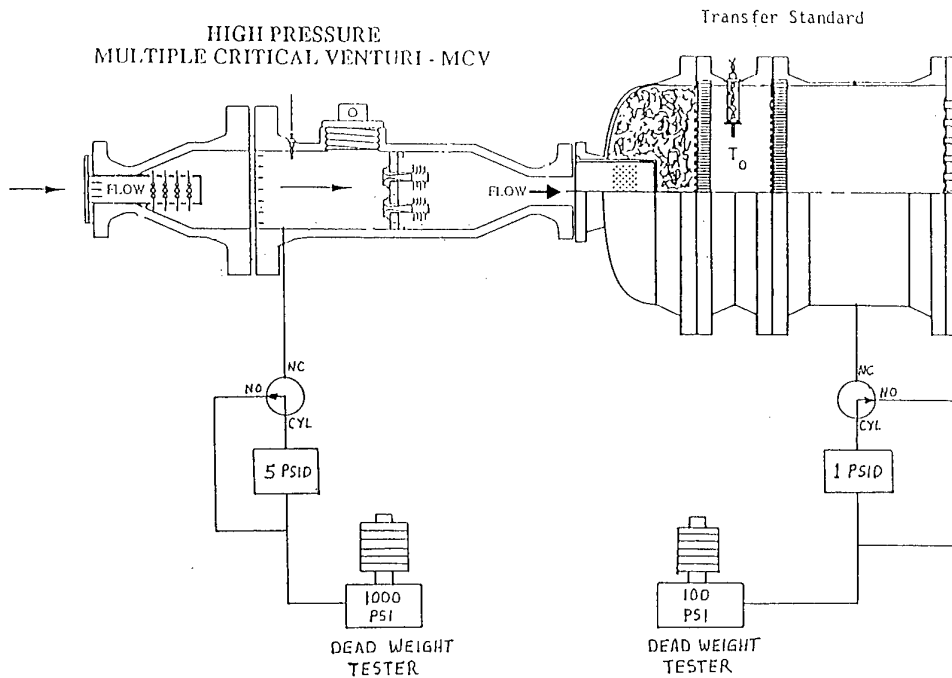 Transfer Standard
HIGH PRESSURE
MULTIPLE CRITICAL VENTURI - MCV
FLOW
FLOW
To
NC
NO
CYL
5 PSID
NC
NO
CYL
1 PSID
1000
PSI
DEAD WEIGHT
TESTER
100
PSI
DEAD WEIGHT
TESTER